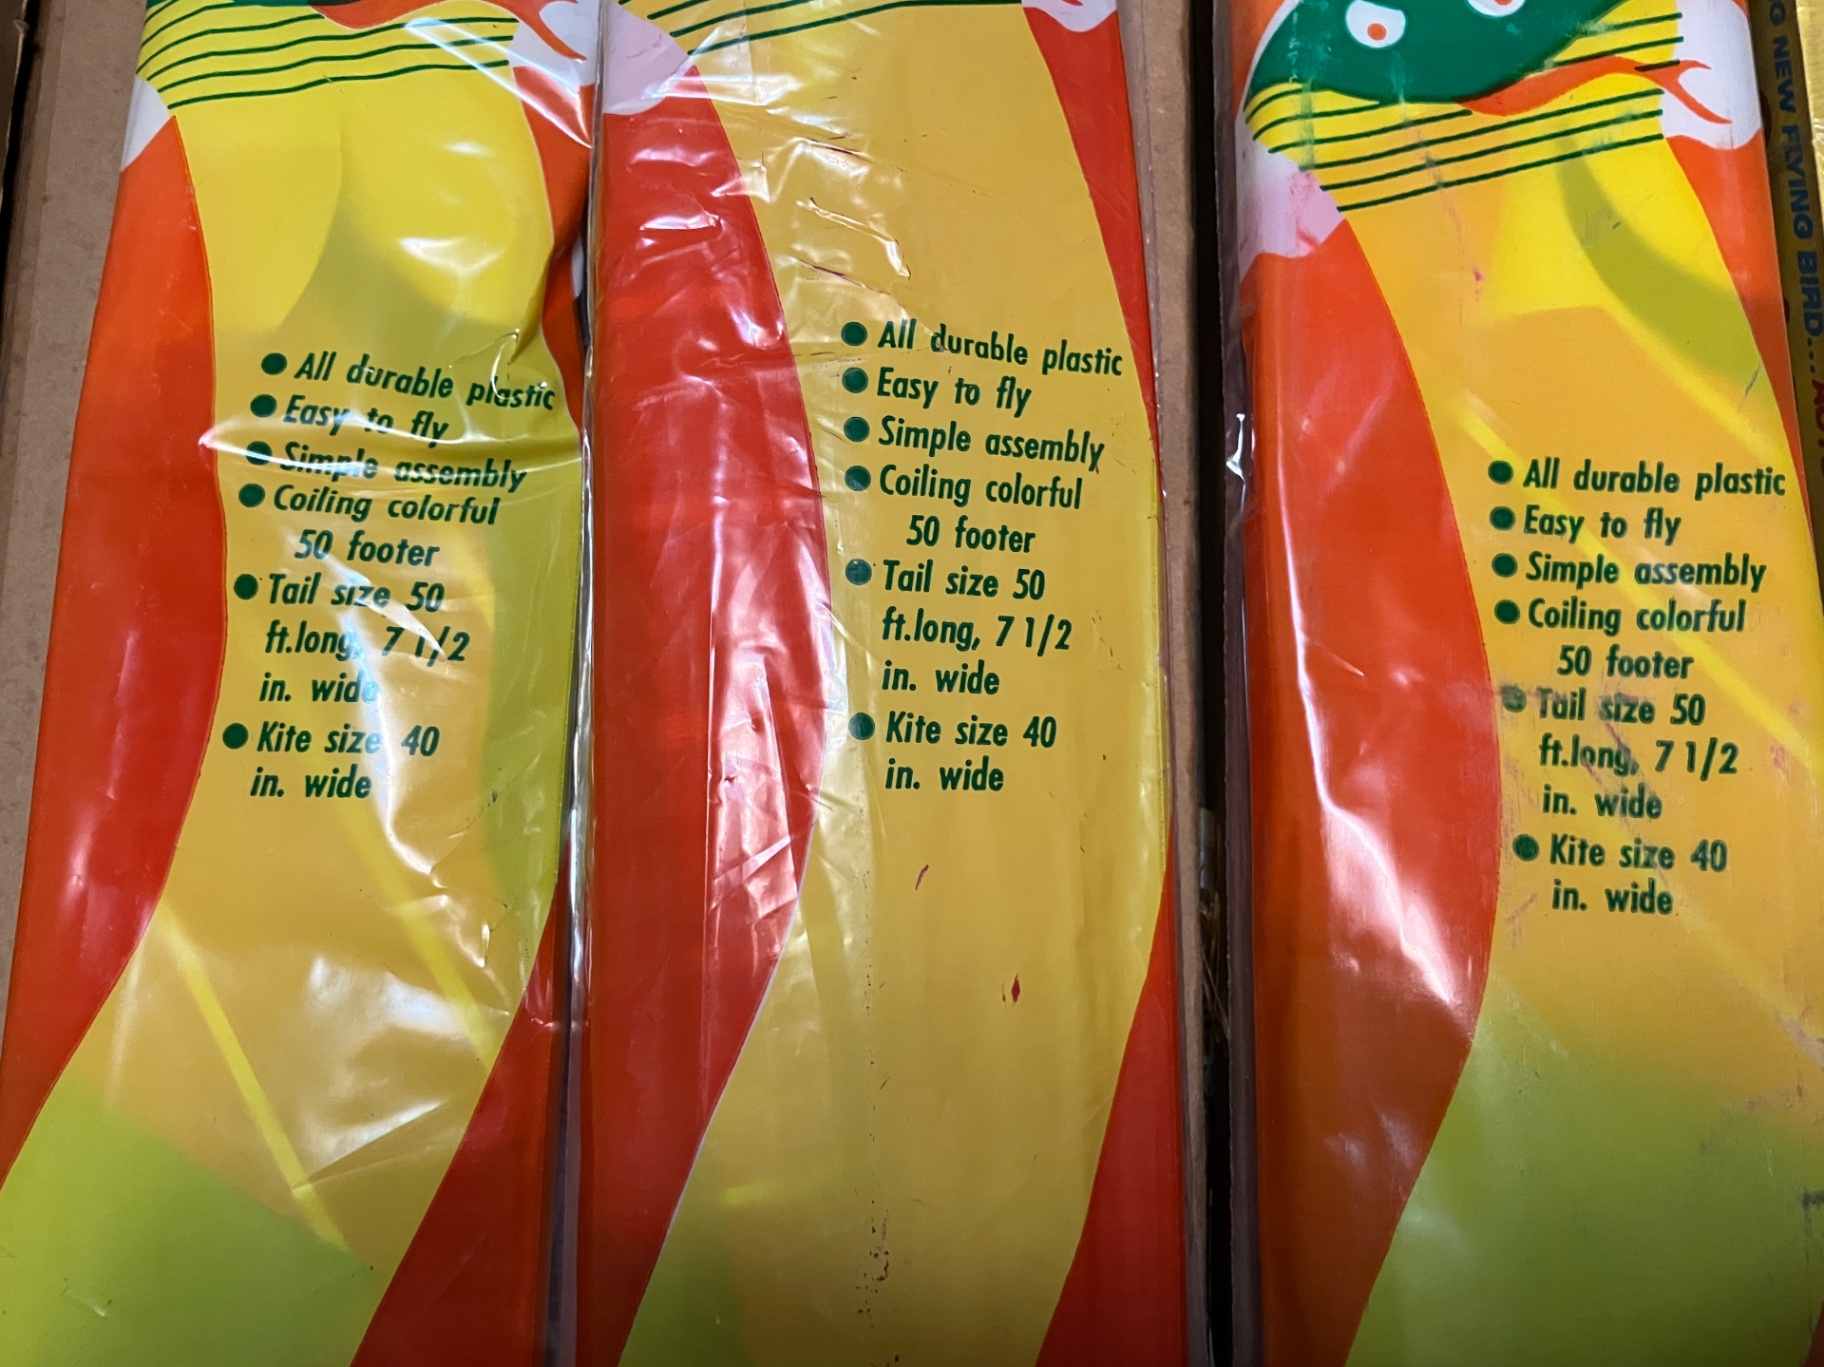 ● All durable plastic
● Easy to fly
● Simple assembly
● Coiling colorful
50 footer
● Tail size 50
ft.long, 7 1/2
in. wide
● Kite size 40
in. wide
● All durable plastic
● Easy to fly
● Simple assembly
● Coiling colorful
50 footer
● Tail size 50
ft.long, 7 1/2
in. wide
● Kite size 40
in. wide
● All durable plastic
● Easy to fly
● Simple assembly
● Coiling colorful
50 footer
● Tail size 50
ft.long, 7 1/2
in. wide
● Kite size 40
in. wide
NEW FLYING BIRD...